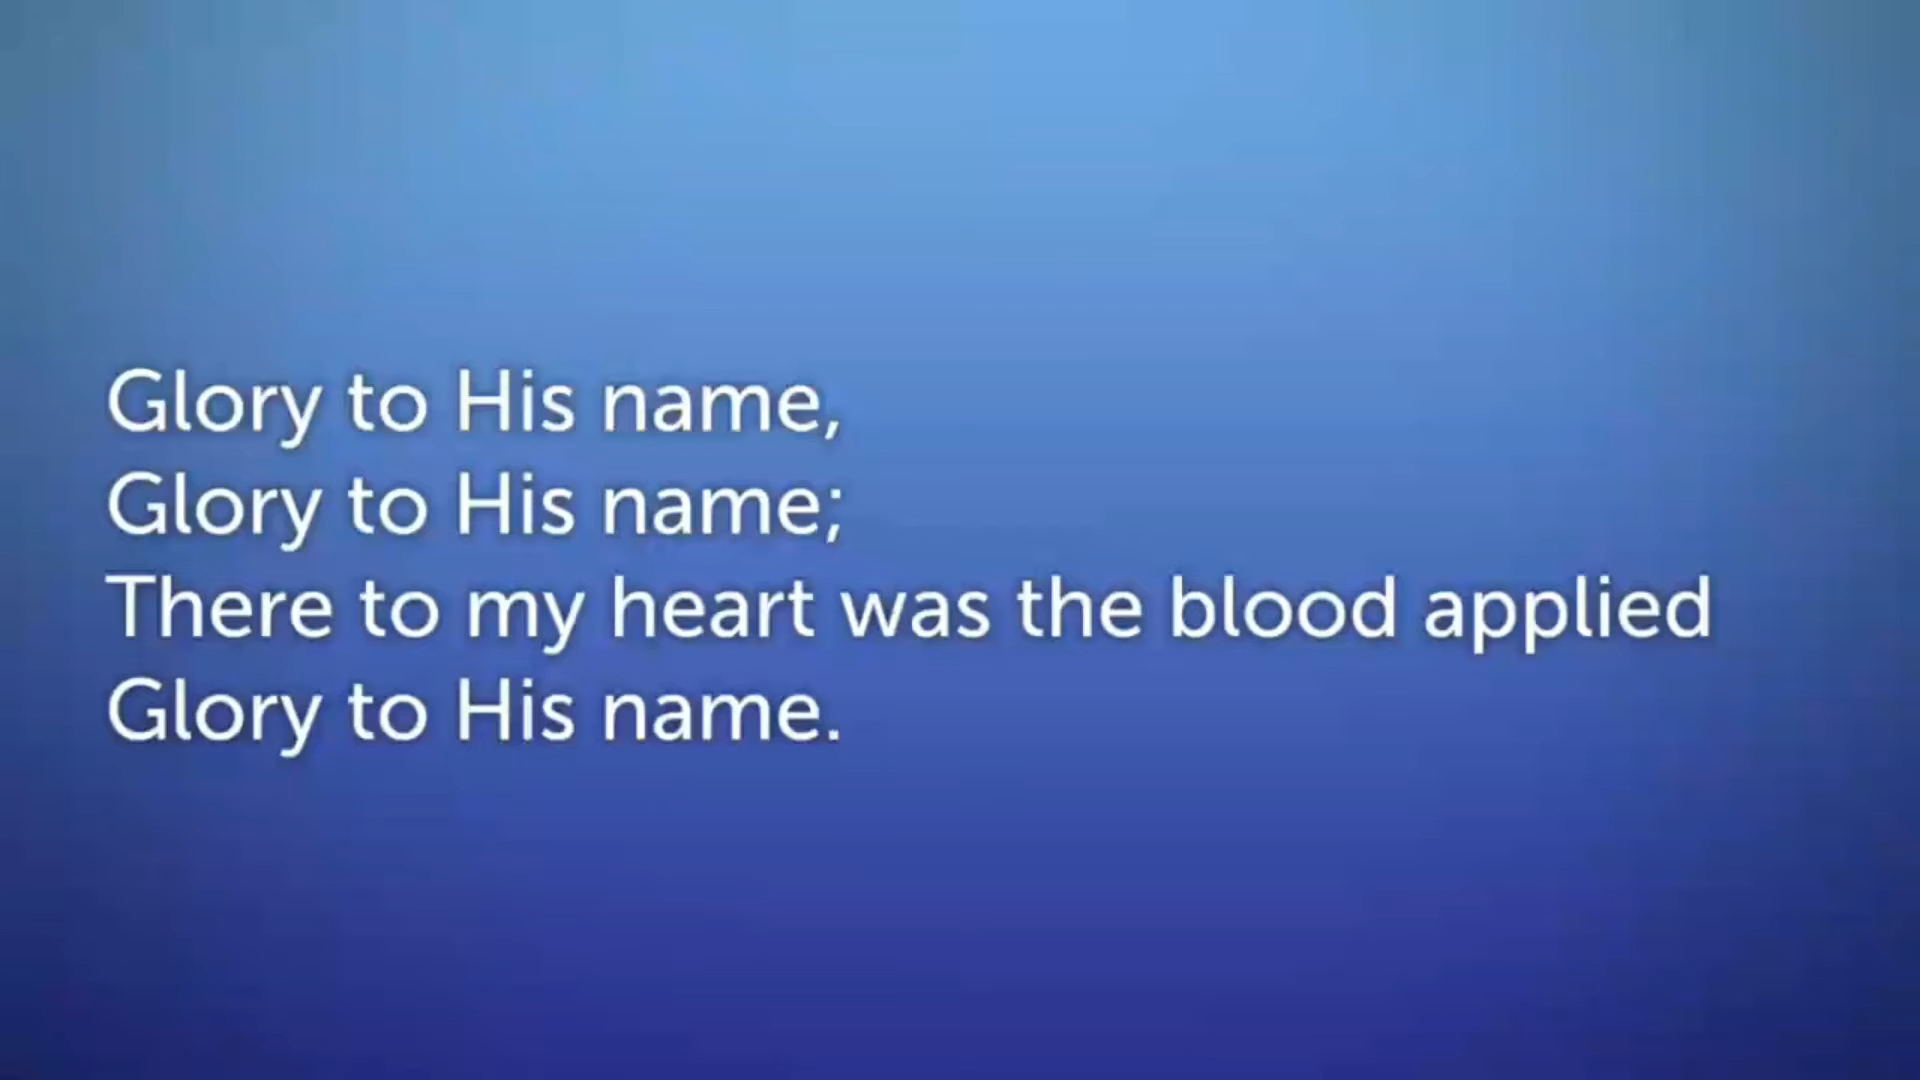 Glory to His name,
Glory to His name;
There to my heart was the blood applied
Glory to His name.